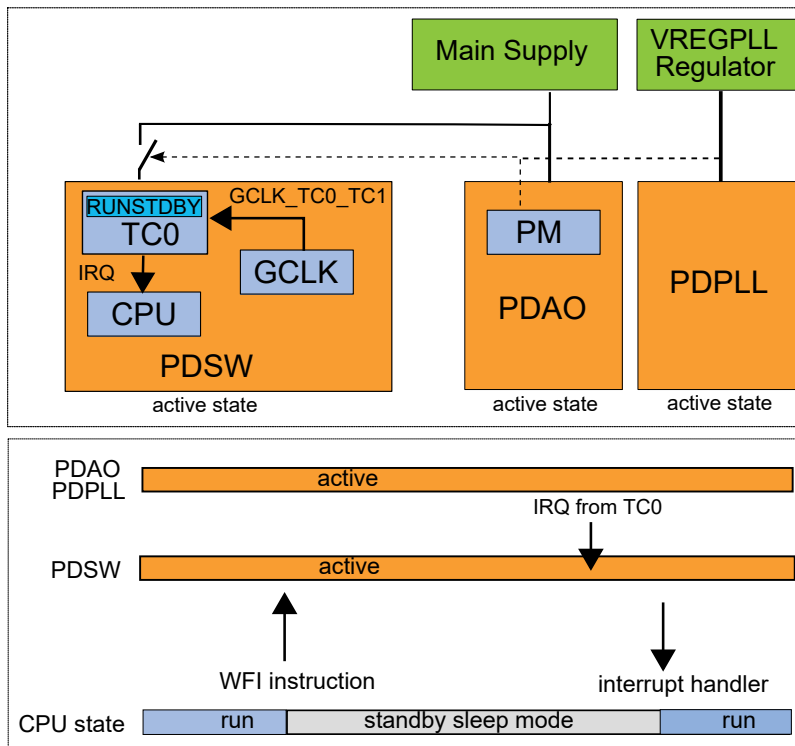 Main Supply
VREGPLL
Regulator
RUNSTDBY
TC0
GCLK_TC0_TC1
IRQ
GCLK
CPU
PDSW
PM
PDAO
PDPLL
active state
active state
active state
PDAO
PDPLL
active
IRQ from TC0
PDSW
active
WFI instruction
interrupt handler
CPU state
run
standby sleep mode
run